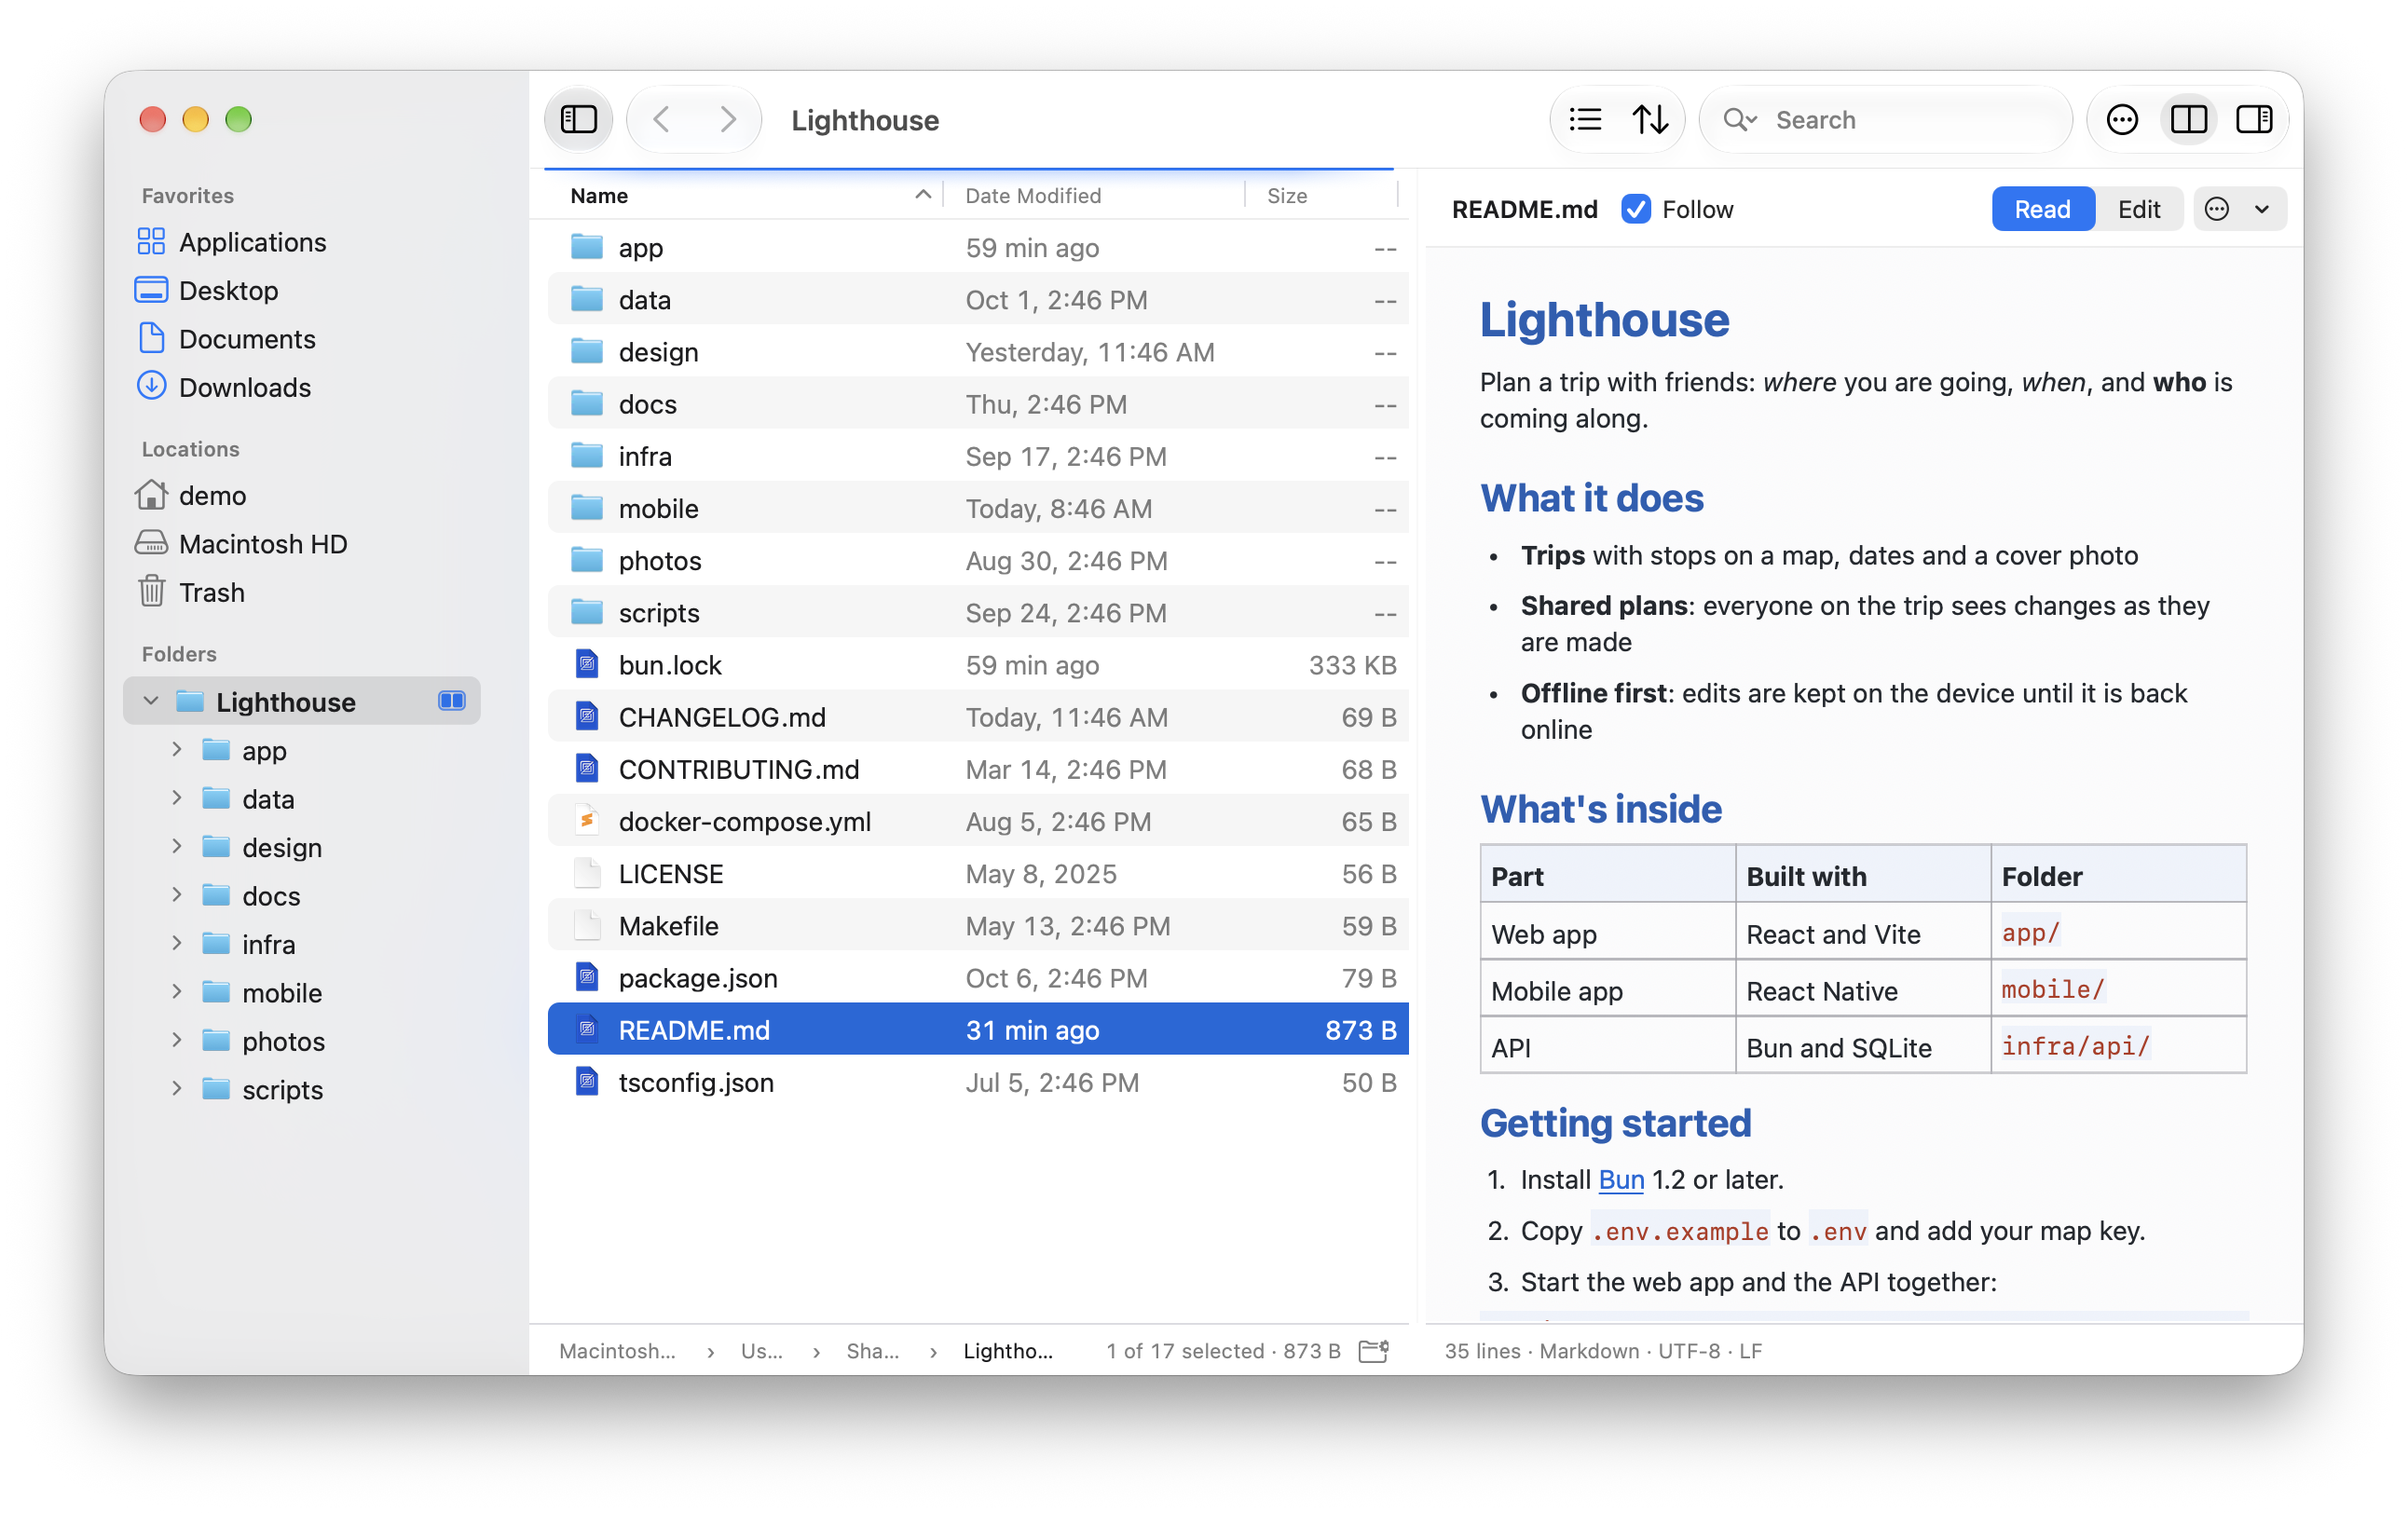 Lighthouse
Search
Favorites
Applications
Desktop
Documents
Downloads
Locations
demo
Macintosh HD
Trash
Folders
Lighthouse
app
data
design
docs
infra
mobile
photos
scripts
Name Date Modified Size
app 59 min ago --
data Oct 1, 2:46 PM --
design Yesterday, 11:46 AM --
docs Thu, 2:46 PM --
infra Sep 17, 2:46 PM --
mobile Today, 8:46 AM --
photos Aug 30, 2:46 PM --
scripts Sep 24, 2:46 PM --
bun.lock 59 min ago 333 KB
CHANGELOG.md Today, 11:46 AM 69 B
CONTRIBUTING.md Mar 14, 2:46 PM 68 B
docker-compose.yml Aug 5, 2:46 PM 65 B
LICENSE May 8, 2025 56 B
Makefile May 13, 2:46 PM 59 B
package.json Oct 6, 2:46 PM 79 B
README.md 31 min ago 873 B
tsconfig.json Jul 5, 2:46 PM 50 B
Macintosh... › Us... › Sha... › Lightho... 1 of 17 selected · 873 B
README.md Follow Read Edit
Lighthouse
Plan a trip with friends: where you are going, when, and who is
coming along.
What it does
• Trips with stops on a map, dates and a cover photo
• Shared plans: everyone on the trip sees changes as they
are made
• Offline first: edits are kept on the device until it is back
online
What's inside
Part Built with Folder
Web app React and Vite app/
Mobile app React Native mobile/
API Bun and SQLite infra/api/
Getting started
1. Install Bun 1.2 or later.
2. Copy .env.example to .env and add your map key.
3. Start the web app and the API together:
35 lines · Markdown · UTF-8 · LF